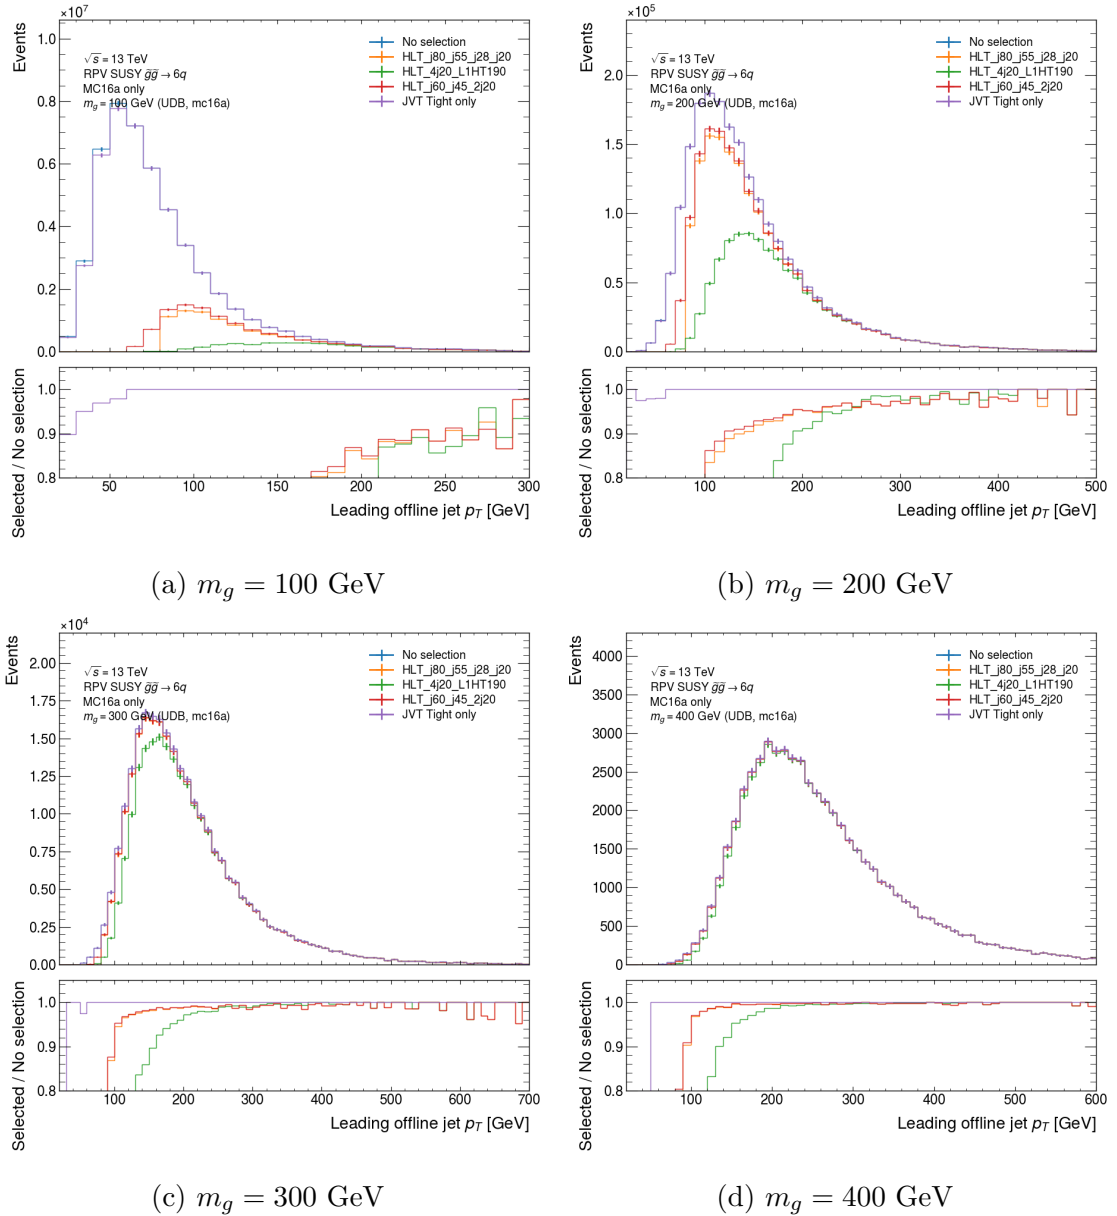 ×10⁷
Events
1.0
0.8
0.6
0.4
0.2
0.0
√s = 13 TeV
RPV SUSY g̃g̃ → 6q
MC16a only
m_g = 100 GeV (UDB, mc16a)
No selection
HLT_j80_j55_j28_j20
HLT_4j20_L1HT190
HLT_j60_j45_2j20
JVT Tight only
Selected / No selection
1.0
0.9
0.8
50 100 150 200 250 300
Leading offline jet p_T [GeV]
(a) m_g = 100 GeV
×10⁵
Events
2.0
1.5
1.0
0.5
0.0
√s = 13 TeV
RPV SUSY g̃g̃ → 6q
MC16a only
m_g = 200 GeV (UDB, mc16a)
No selection
HLT_j80_j55_j28_j20
HLT_4j20_L1HT190
HLT_j60_j45_2j20
JVT Tight only
Selected / No selection
1.0
0.9
0.8
100 200 300 400 500
Leading offline jet p_T [GeV]
(b) m_g = 200 GeV
×10⁴
Events
2.00
1.75
1.50
1.25
1.00
0.75
0.50
0.25
0.00
√s = 13 TeV
RPV SUSY g̃g̃ → 6q
MC16a only
m_g = 300 GeV (UDB, mc16a)
No selection
HLT_j80_j55_j28_j20
HLT_4j20_L1HT190
HLT_j60_j45_2j20
JVT Tight only
Selected / No selection
1.0
0.9
0.8
100 200 300 400 500 600 700
Leading offline jet p_T [GeV]
(c) m_g = 300 GeV
Events
4000
3500
3000
2500
2000
1500
1000
500
0
√s = 13 TeV
RPV SUSY g̃g̃ → 6q
MC16a only
m_g = 400 GeV (UDB, mc16a)
No selection
HLT_j80_j55_j28_j20
HLT_4j20_L1HT190
HLT_j60_j45_2j20
JVT Tight only
Selected / No selection
1.0
0.9
0.8
100 200 300 400 500 600
Leading offline jet p_T [GeV]
(d) m_g = 400 GeV